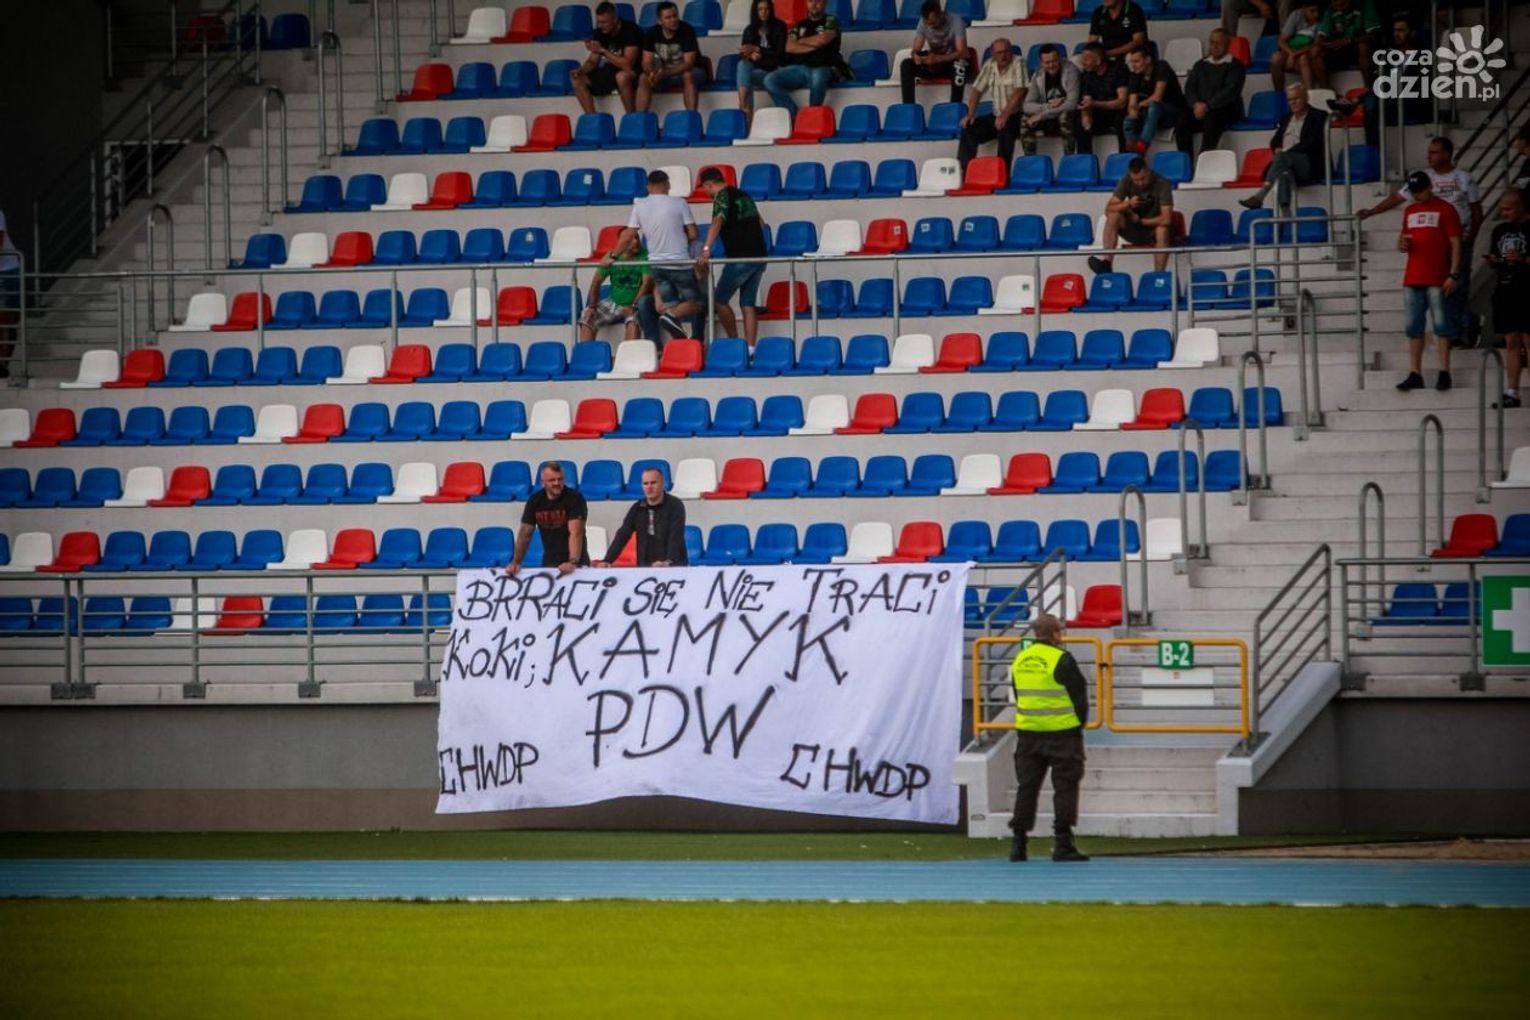 coza
dzien.pl
BRRACI SIĘ NIE TRACI
KOKI; KAMYK
PDW
CHWDP CHWDP
B-2